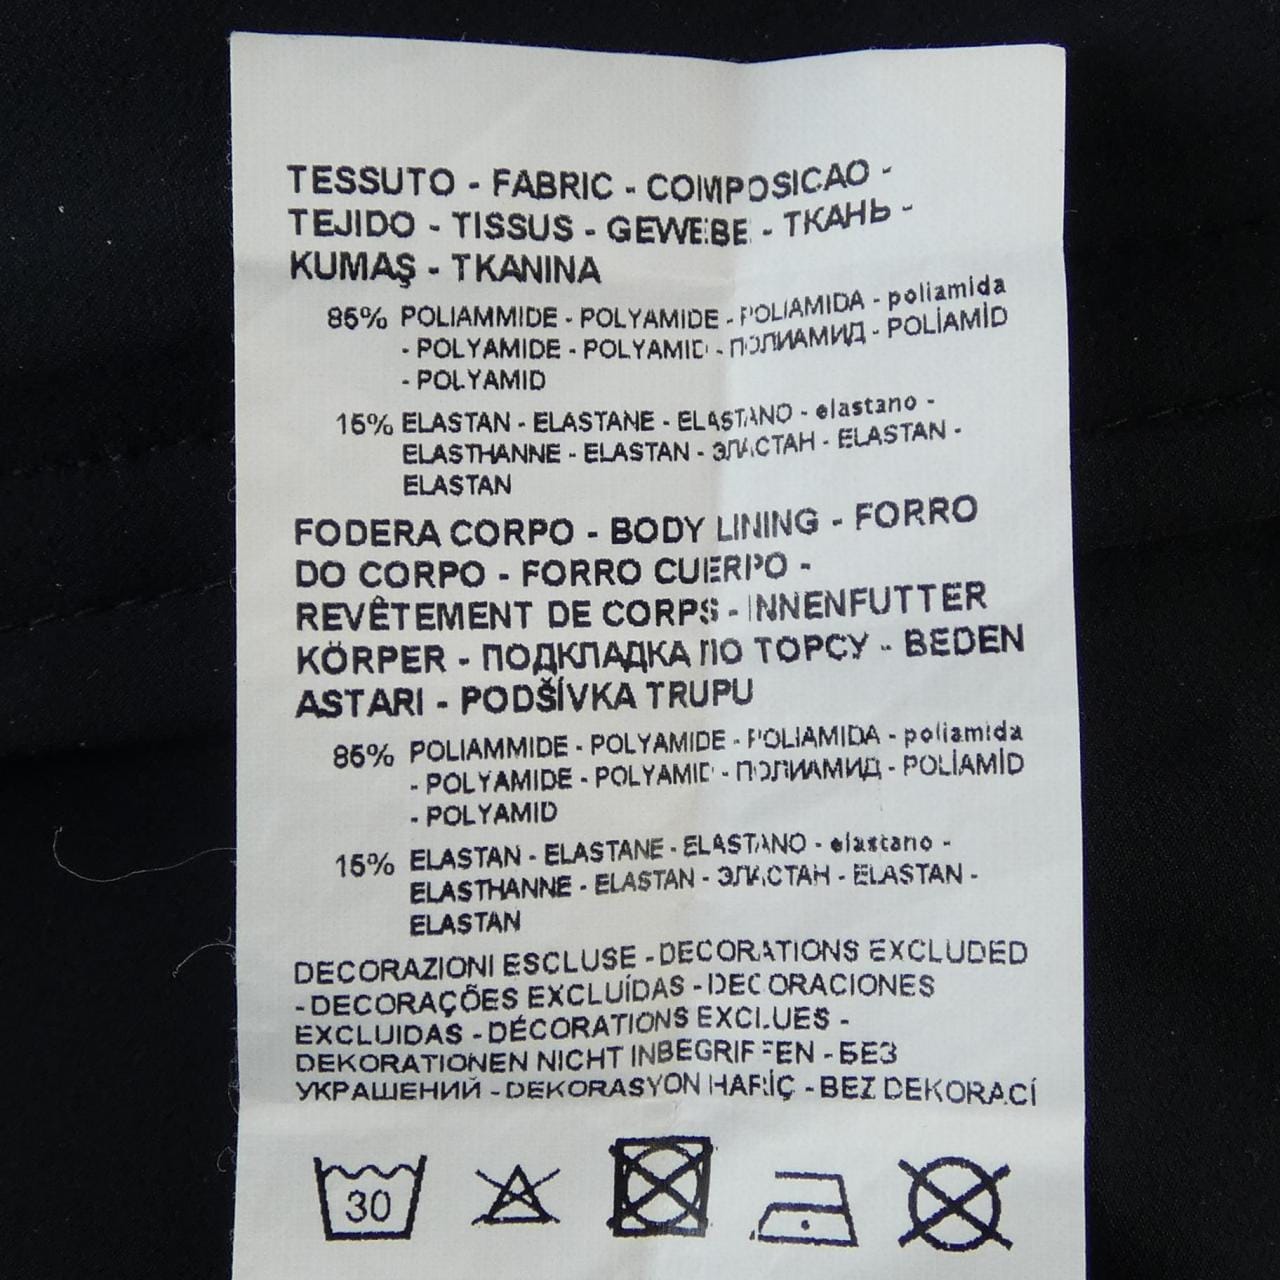 TESSUTO - FABRIC - COMPOSICAO -
TEJIDO - TISSUS - GEWEBE - ТКАНЬ -
KUMAŞ - TKANINA
85% POLIAMMIDE - POLYAMIDE - POLIAMIDA - poliamida
- POLYAMIDE - POLYAMID - ПОЛИАМИД - POLİAMİD
- POLYAMID
15% ELASTAN - ELASTANE - ELASTANO - elastano -
ELASTHANNE - ELASTAN - ЭЛАСТАН - ELASTAN -
ELASTAN
FODERA CORPO - BODY LINING - FORRO
DO CORPO - FORRO CUERPO -
REVÊTEMENT DE CORPS - INNENFUTTER
KÖRPER - ПОДКЛАДКА ПО ТОРСУ - BEDEN
ASTARI - PODŠÍVKA TRUPU
85% POLIAMMIDE - POLYAMIDE - POLIAMIDA - poliamida
- POLYAMIDE - POLYAMID - ПОЛИАМИД - POLİAMİD
- POLYAMID
15% ELASTAN - ELASTANE - ELASTANO - elastano -
ELASTHANNE - ELASTAN - ЭЛАСТАН - ELASTAN -
ELASTAN
DECORAZIONI ESCLUSE - DECORATIONS EXCLUDED
- DECORAÇÕES EXCLUÍDAS - DECORACIONES
EXCLUIDAS - DÉCORATIONS EXCLUES -
DEKORATIONEN NICHT INBEGRIFFEN - БЕЗ
УКРАШЕНИЙ - DEKORASYON HARİÇ - BEZ DEKORACÍ
30